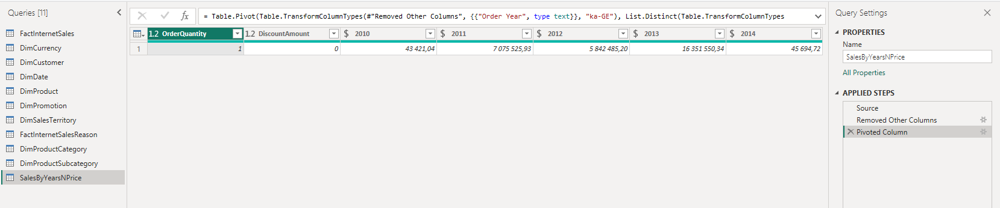 Queries [11]
FactInternetSales
DimCurrency
DimCustomer
DimDate
DimProduct
DimPromotion
DimSalesTerritory
FactInternetSalesReason
DimProductCategory
DimProductSubcategory
SalesByYearsNPrice
fx = Table.Pivot(Table.TransformColumnTypes(#"Removed Other Columns", {{"Order Year", type text}}, "ka-GE"), List.Distinct(Table.TransformColumnTypes
1.2 OrderQuantity 1.2 DiscountAmount $ 2010 $ 2011 $ 2012 $ 2013 $ 2014
1 1 0 43 421,04 7 075 525,93 5 842 485,20 16 351 550,34 45 694,72
Query Settings
PROPERTIES
Name
SalesByYearsNPrice
All Properties
APPLIED STEPS
Source
Removed Other Columns
Pivoted Column